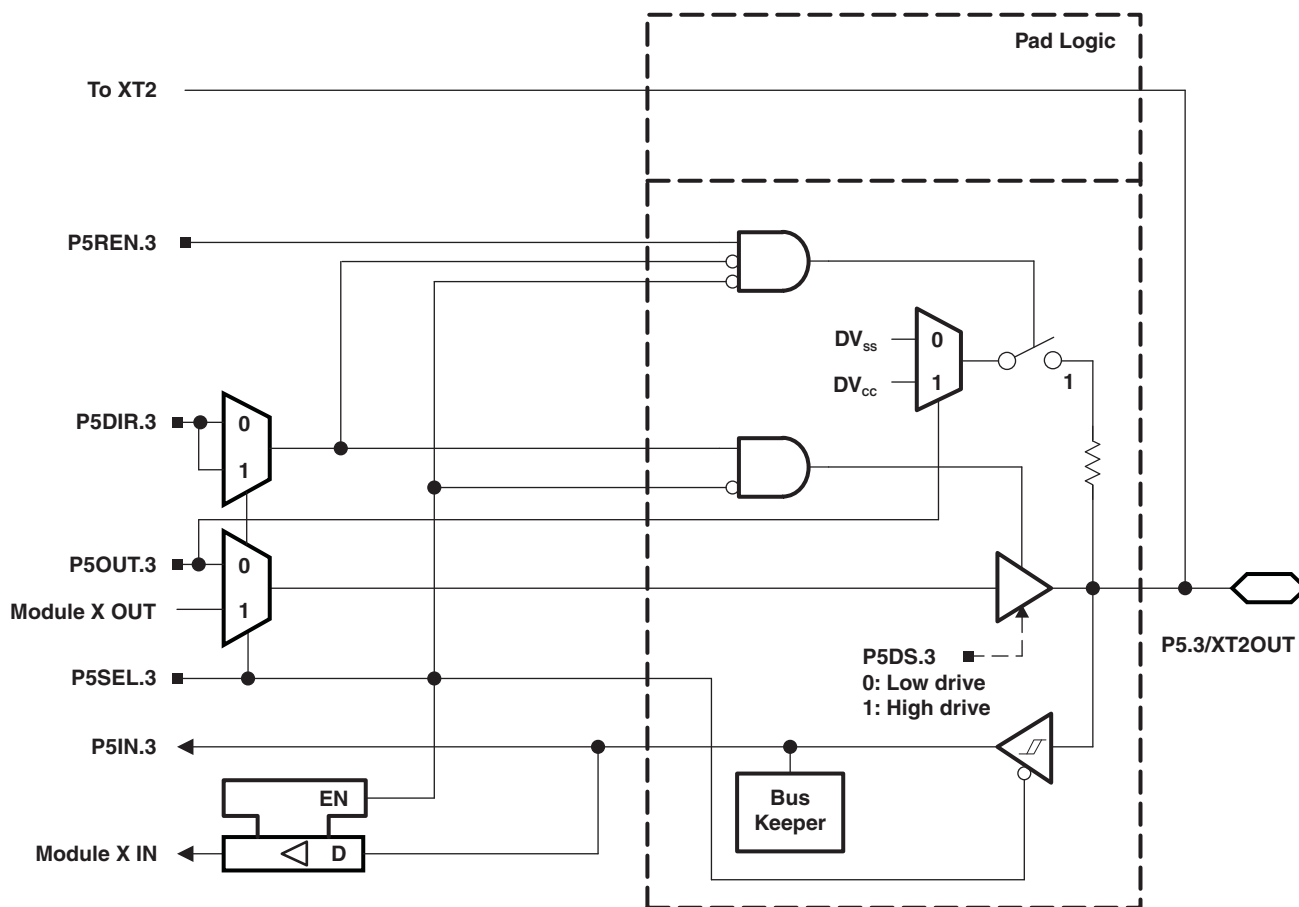 Pad Logic
To XT2
P5REN.3
DVss
0
DVcc
1
1
P5DIR.3
0
1
P5OUT.3
0
Module X OUT
1
P5SEL.3
P5DS.3
0: Low drive
1: High drive
P5.3/XT2OUT
P5IN.3
EN
Bus
Keeper
Module X IN
D